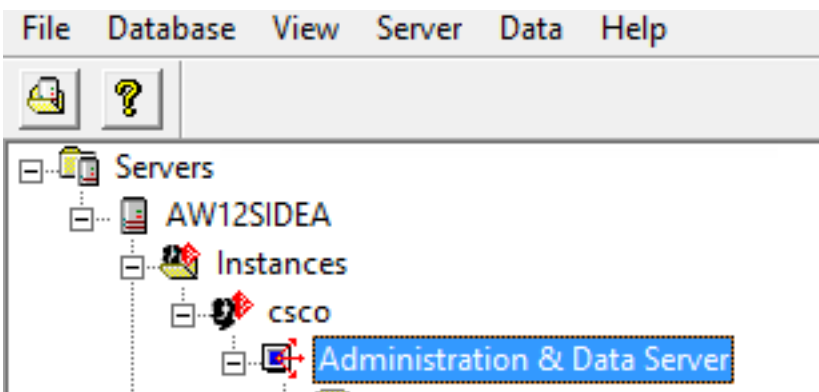 File Database View Server Data Help
Servers
AW12SIDEA
Instances
csco
Administration & Data Server